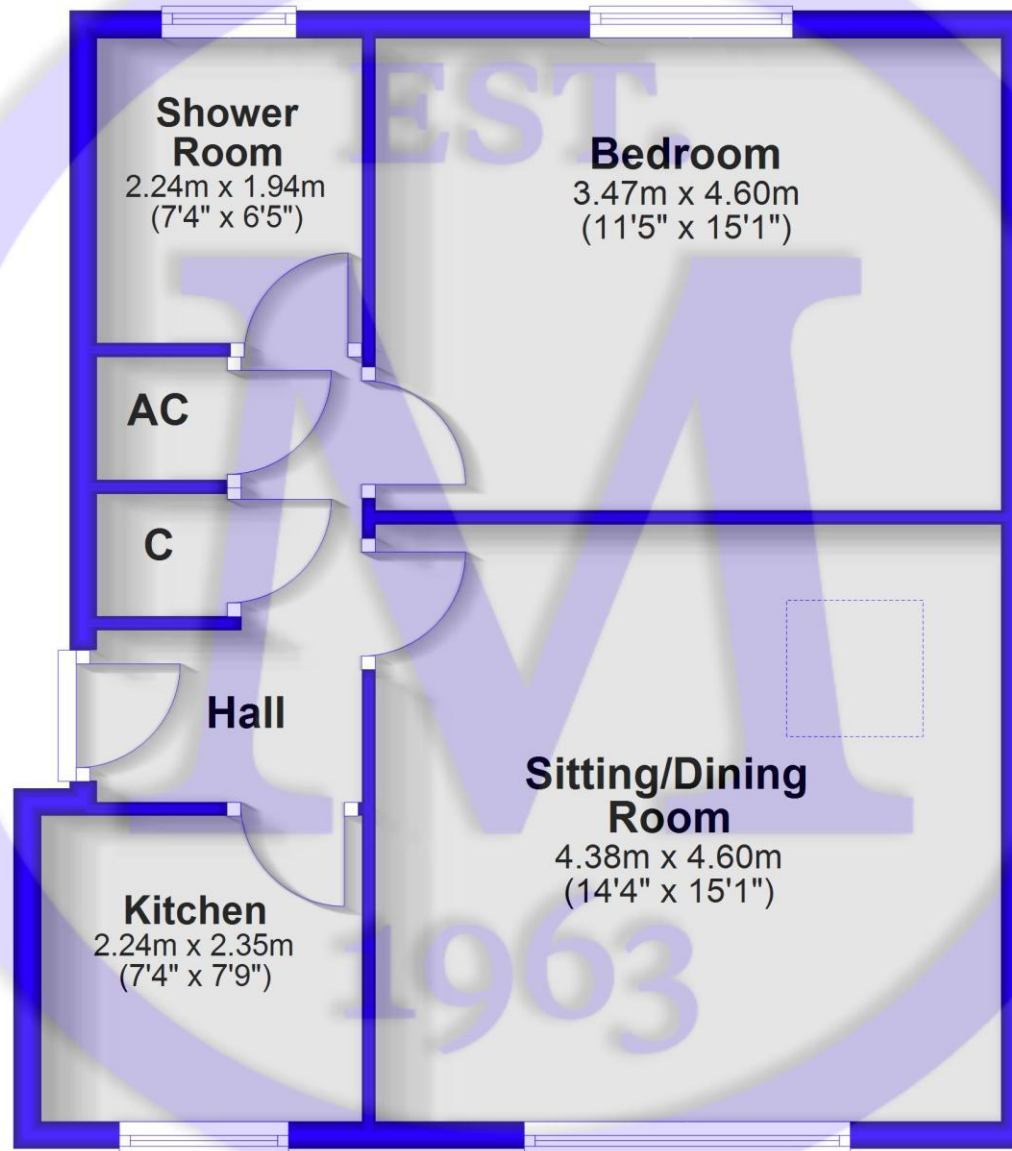 EST.
Shower
Room
2.24m x 1.94m
(7'4" x 6'5")
Bedroom
3.47m x 4.60m
(11'5" x 15'1")
M
AC
C
Hall
Sitting/Dining
Room
4.38m x 4.60m
(14'4" x 15'1")
Kitchen
2.24m x 2.35m
(7'4" x 7'9")
1963